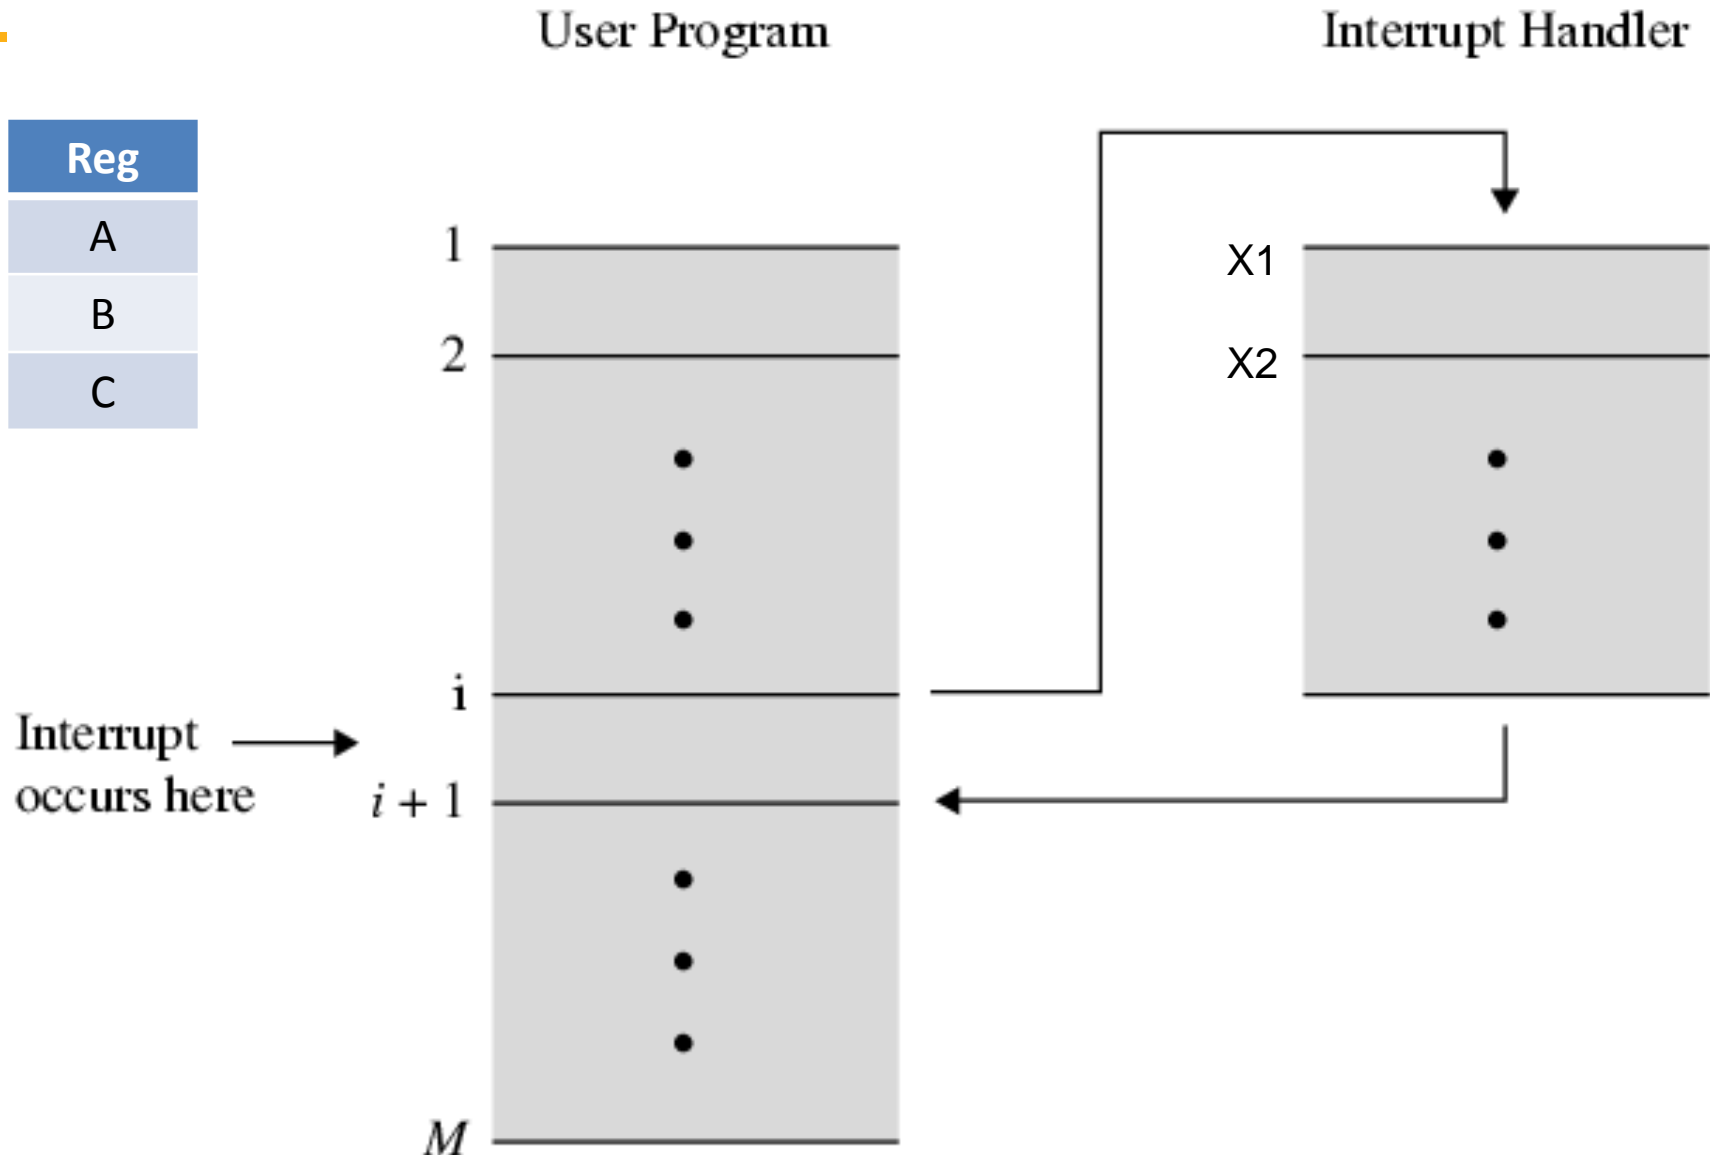 User Program
Interrupt Handler
Reg
A
B
C
1
2
i
i + 1
M
Interrupt
occurs here
X1
X2